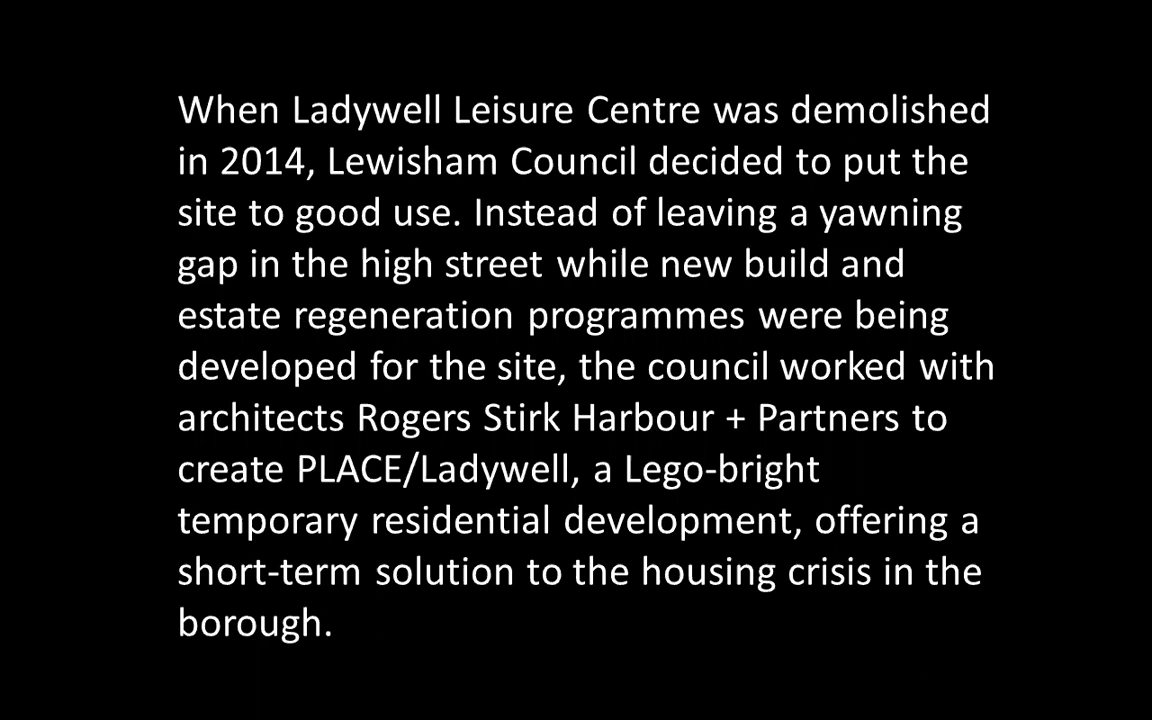 When Ladywell Leisure Centre was demolished
in 2014, Lewisham Council decided to put the
site to good use. Instead of leaving a yawning
gap in the high street while new build and
estate regeneration programmes were being
developed for the site, the council worked with
architects Rogers Stirk Harbour + Partners to
create PLACE/Ladywell, a Lego-bright
temporary residential development, offering a
short-term solution to the housing crisis in the
borough.